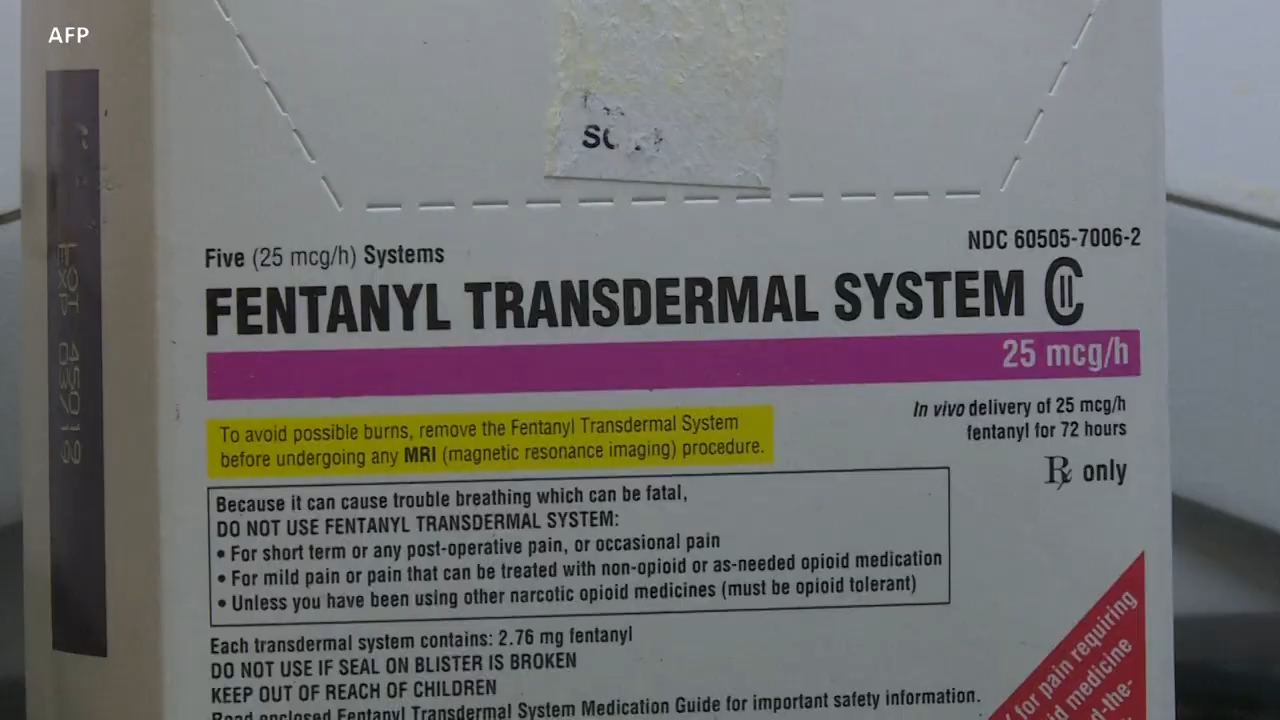 AFP
Five (25 mcg/h) Systems
NDC 60505-7006-2
FENTANYL TRANSDERMAL SYSTEM CII
25 mcg/h
To avoid possible burns, remove the Fentanyl Transdermal System
before undergoing any MRI (magnetic resonance imaging) procedure.
In vivo delivery of 25 mcg/h
fentanyl for 72 hours
Rx only
Because it can cause trouble breathing which can be fatal,
DO NOT USE FENTANYL TRANSDERMAL SYSTEM:
• For short term or any post-operative pain, or occasional pain
• For mild pain or pain that can be treated with non-opioid or as-needed opioid medication
• Unless you have been using other narcotic opioid medicines (must be opioid tolerant)
Each transdermal system contains: 2.76 mg fentanyl
DO NOT USE IF SEAL ON BLISTER IS BROKEN
KEEP OUT OF REACH OF CHILDREN
Read enclosed Fentanyl Transdermal System Medication Guide for important safety information.
for pain requiring
medicine
LOT
EXP